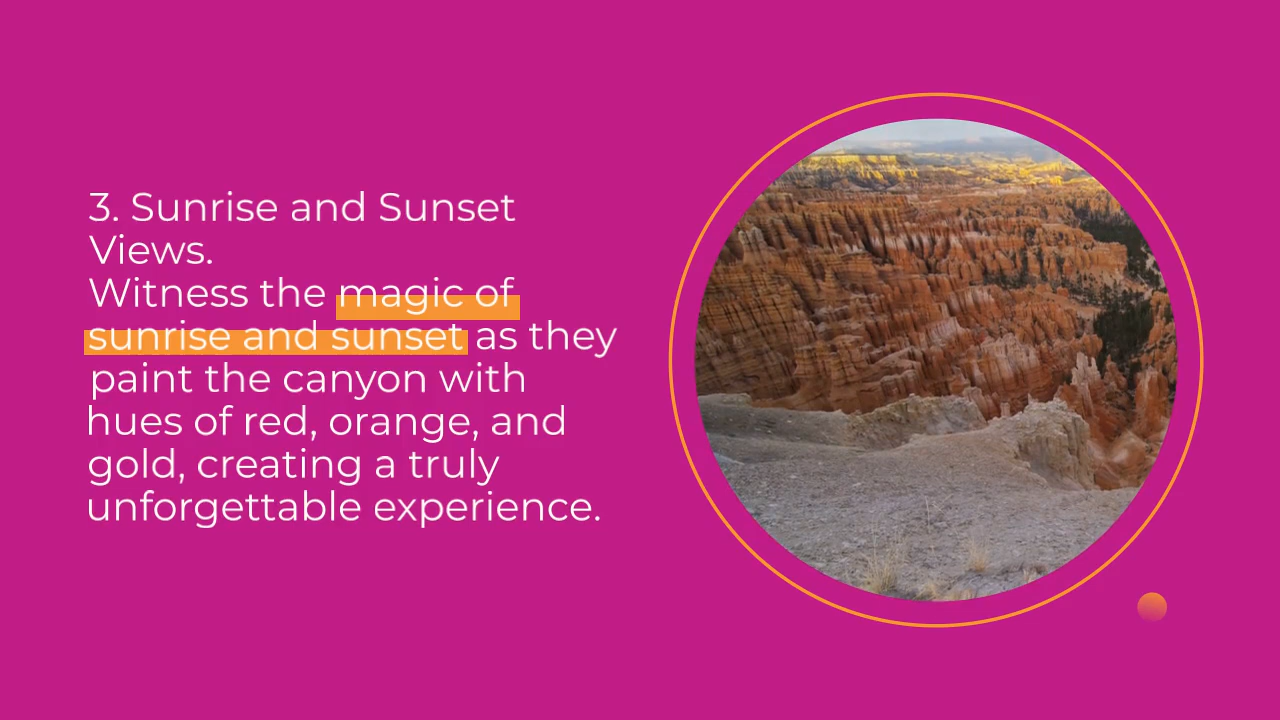 3. Sunrise and Sunset
Views.
Witness the magic of
sunrise and sunset as they
paint the canyon with
hues of red, orange, and
gold, creating a truly
unforgettable experience.